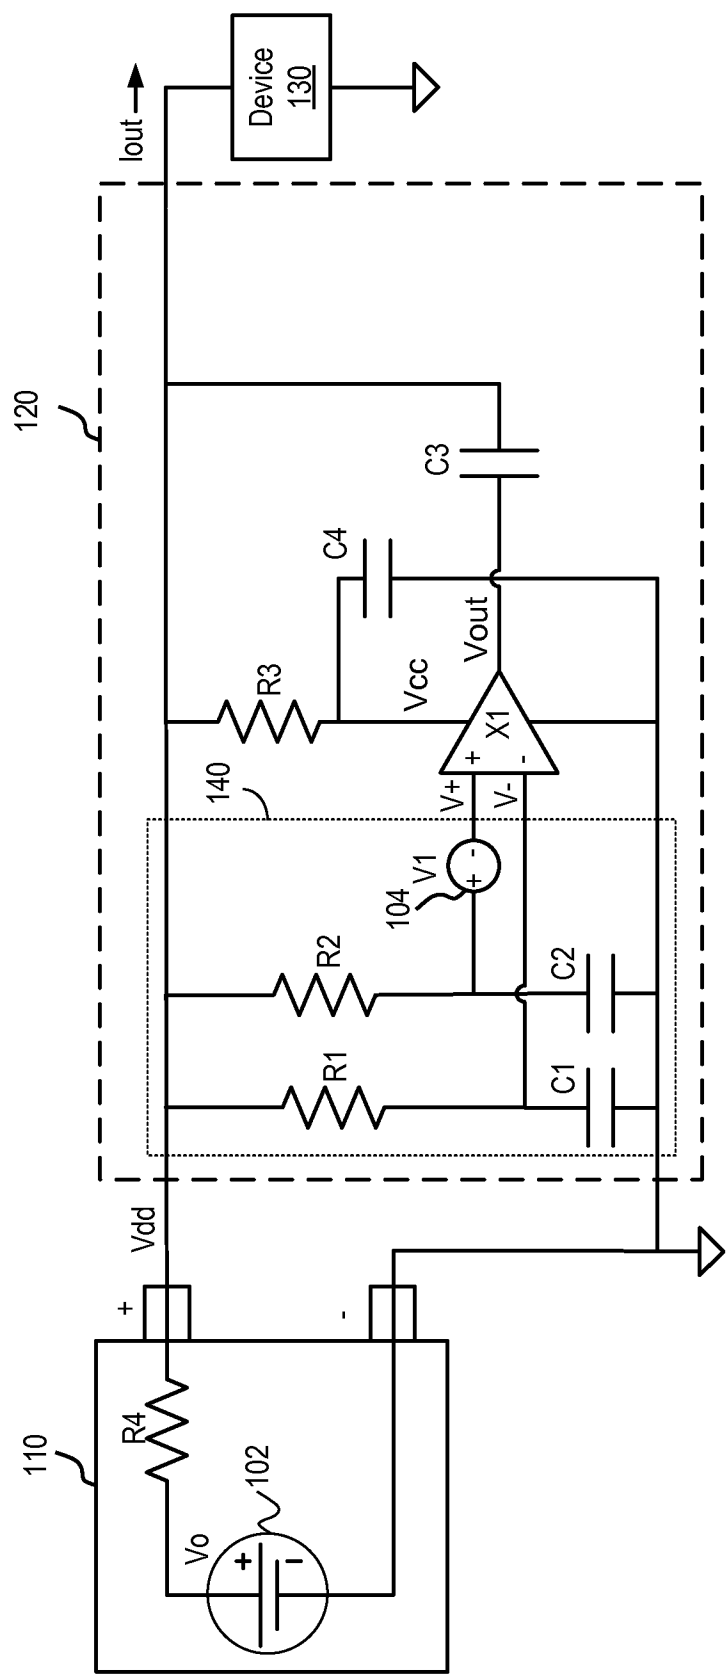 110
Vo
102
R4
+
-
+
-
Vdd
120
140
R1
R2
C1
C2
104
V1
+
-
V+
V-
+
-
X1
R3
Vcc
Vout
C4
C3
Iout
Device
130